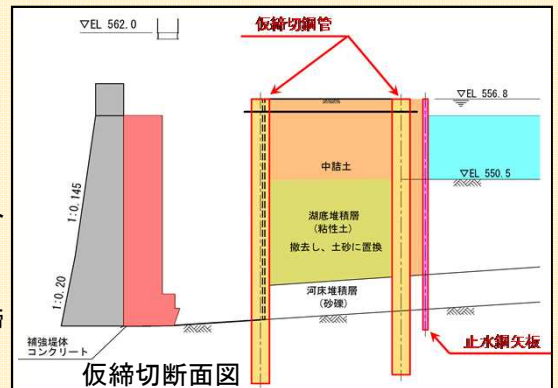 ▽EL 562.0
仮締切鋼管
▽EL 556.8
中詰土
▽EL 550.5
1:0.145
湖底堆積層
(粘性土)
撤去し、土砂に置換
河床堆積層
(砂礫)
1:0.20
止水鋼矢板
補強堤体
コンクリート
仮締切断面図